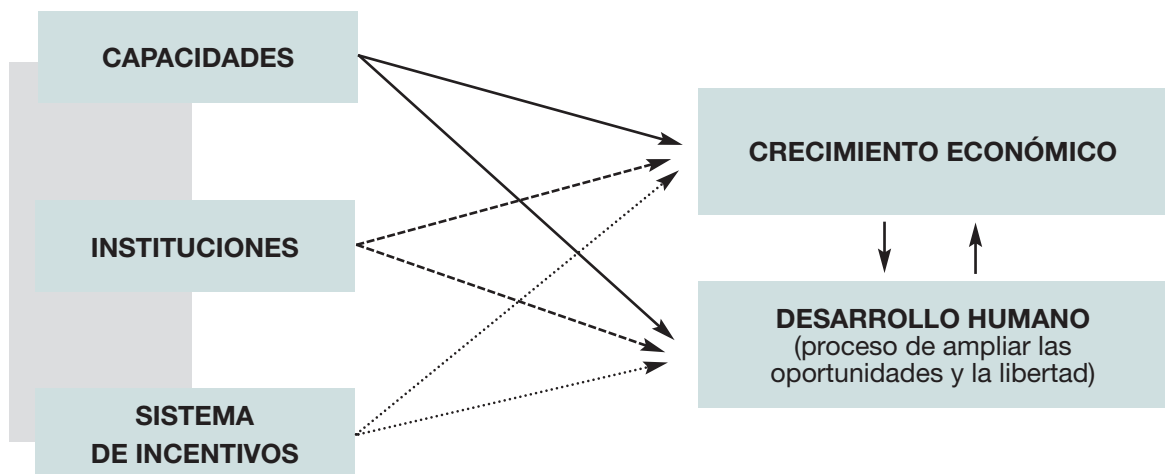 CAPACIDADES
INSTITUCIONES
SISTEMA
DE INCENTIVOS
CRECIMIENTO ECONÓMICO
DESARROLLO HUMANO
(proceso de ampliar las
oportunidades y la libertad)